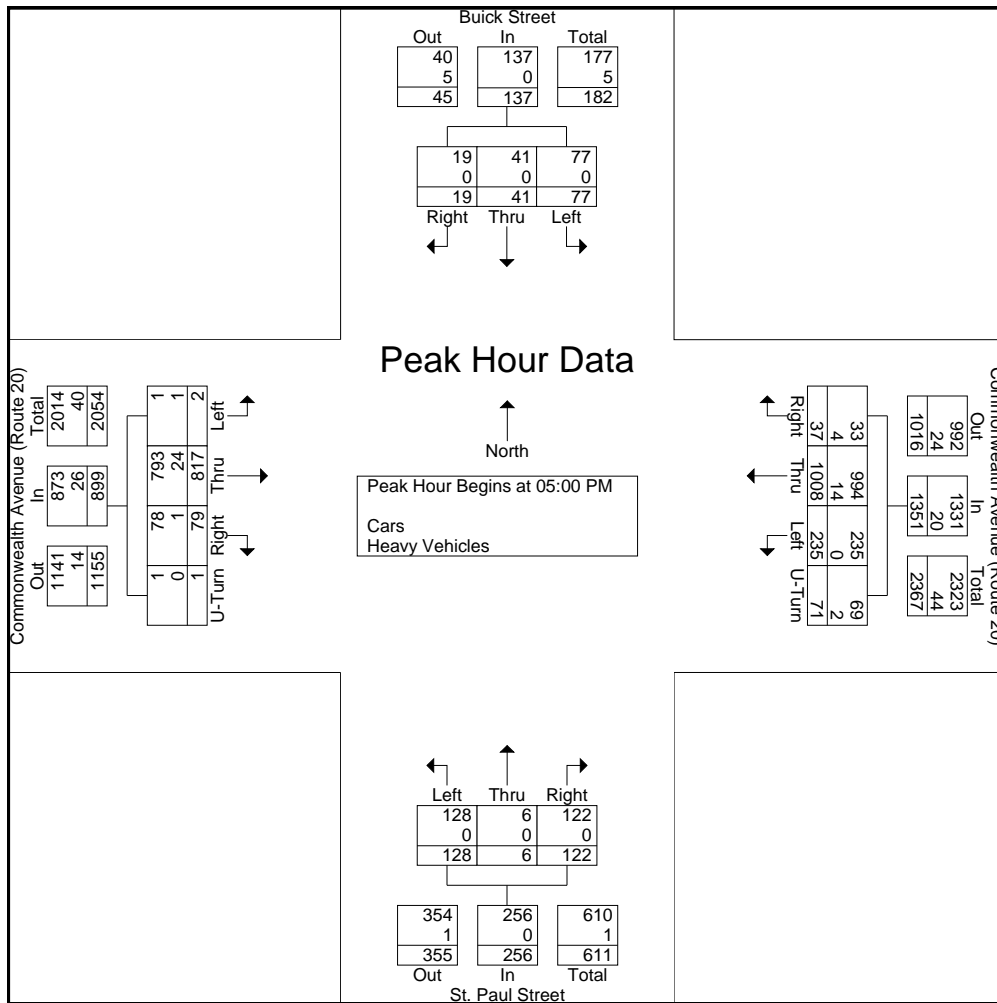 Buick Street
Out In Total
40 137 177
5 0 5
45 137 182
19 41 77
0 0 0
19 41 77
Right Thru Left
Peak Hour Data
North
Peak Hour Begins at 05:00 PM
Cars
Heavy Vehicles
Commonwealth Avenue (Route 20)
Total
2014
40
2054
In
873
26
899
Out
1141
14
1155
Left
1
1
2
Thru
793
24
817
Right
78
1
79
U-Turn
1
0
1
Commonwealth Avenue (Route 20)
Out
992
24
1016
In
1331
20
1351
Total
2323
44
2367
Right
33
4
37
Thru
994
14
1008
Left
235
0
235
U-Turn
69
2
71
Left Thru Right
128 6 122
0 0 0
128 6 122
354 256 610
1 0 1
355 256 611
Out In Total
St. Paul Street